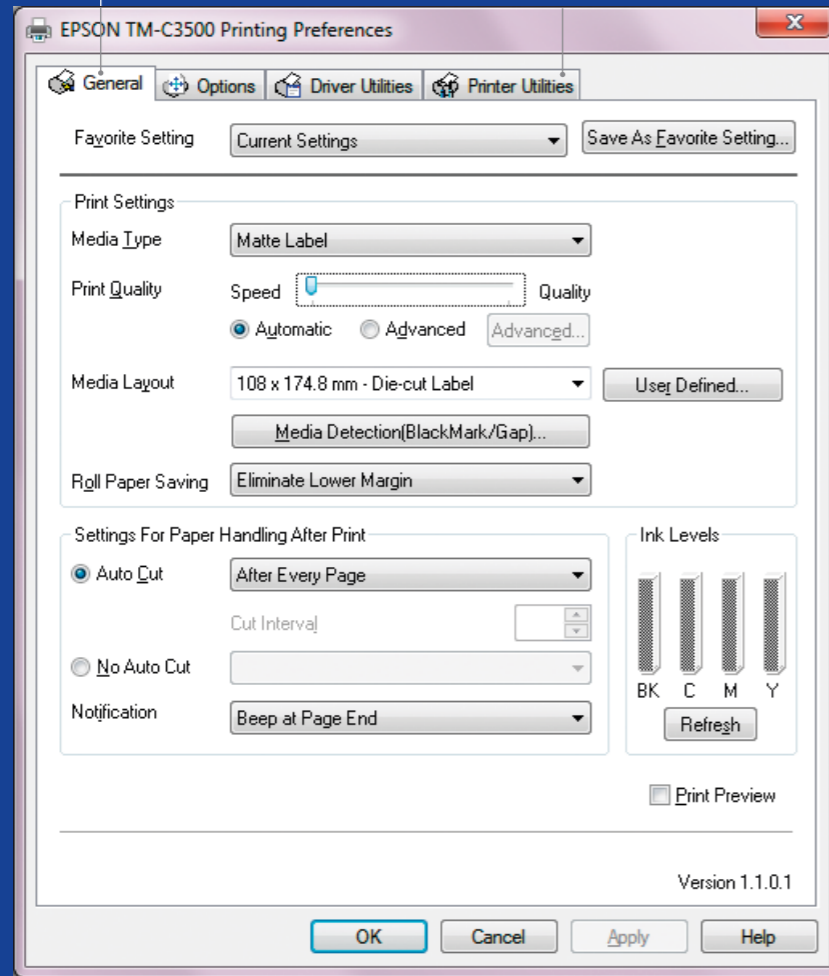 EPSON TM-C3500 Printing Preferences
General Options Driver Utilities Printer Utilities
Favorite Setting Current Settings Save As Favorite Setting...
Print Settings
Media Type Matte Label
Print Quality Speed Quality
Automatic Advanced Advanced...
Media Layout 108 x 174.8 mm - Die-cut Label User Defined...
Media Detection(BlackMark/Gap)...
Roll Paper Saving Eliminate Lower Margin
Settings For Paper Handling After Print Ink Levels
Auto Cut After Every Page
Cut Interval
No Auto Cut
BK C M Y
Notification Beep at Page End Refresh
Print Preview
Version 1.1.0.1
OK Cancel Apply Help